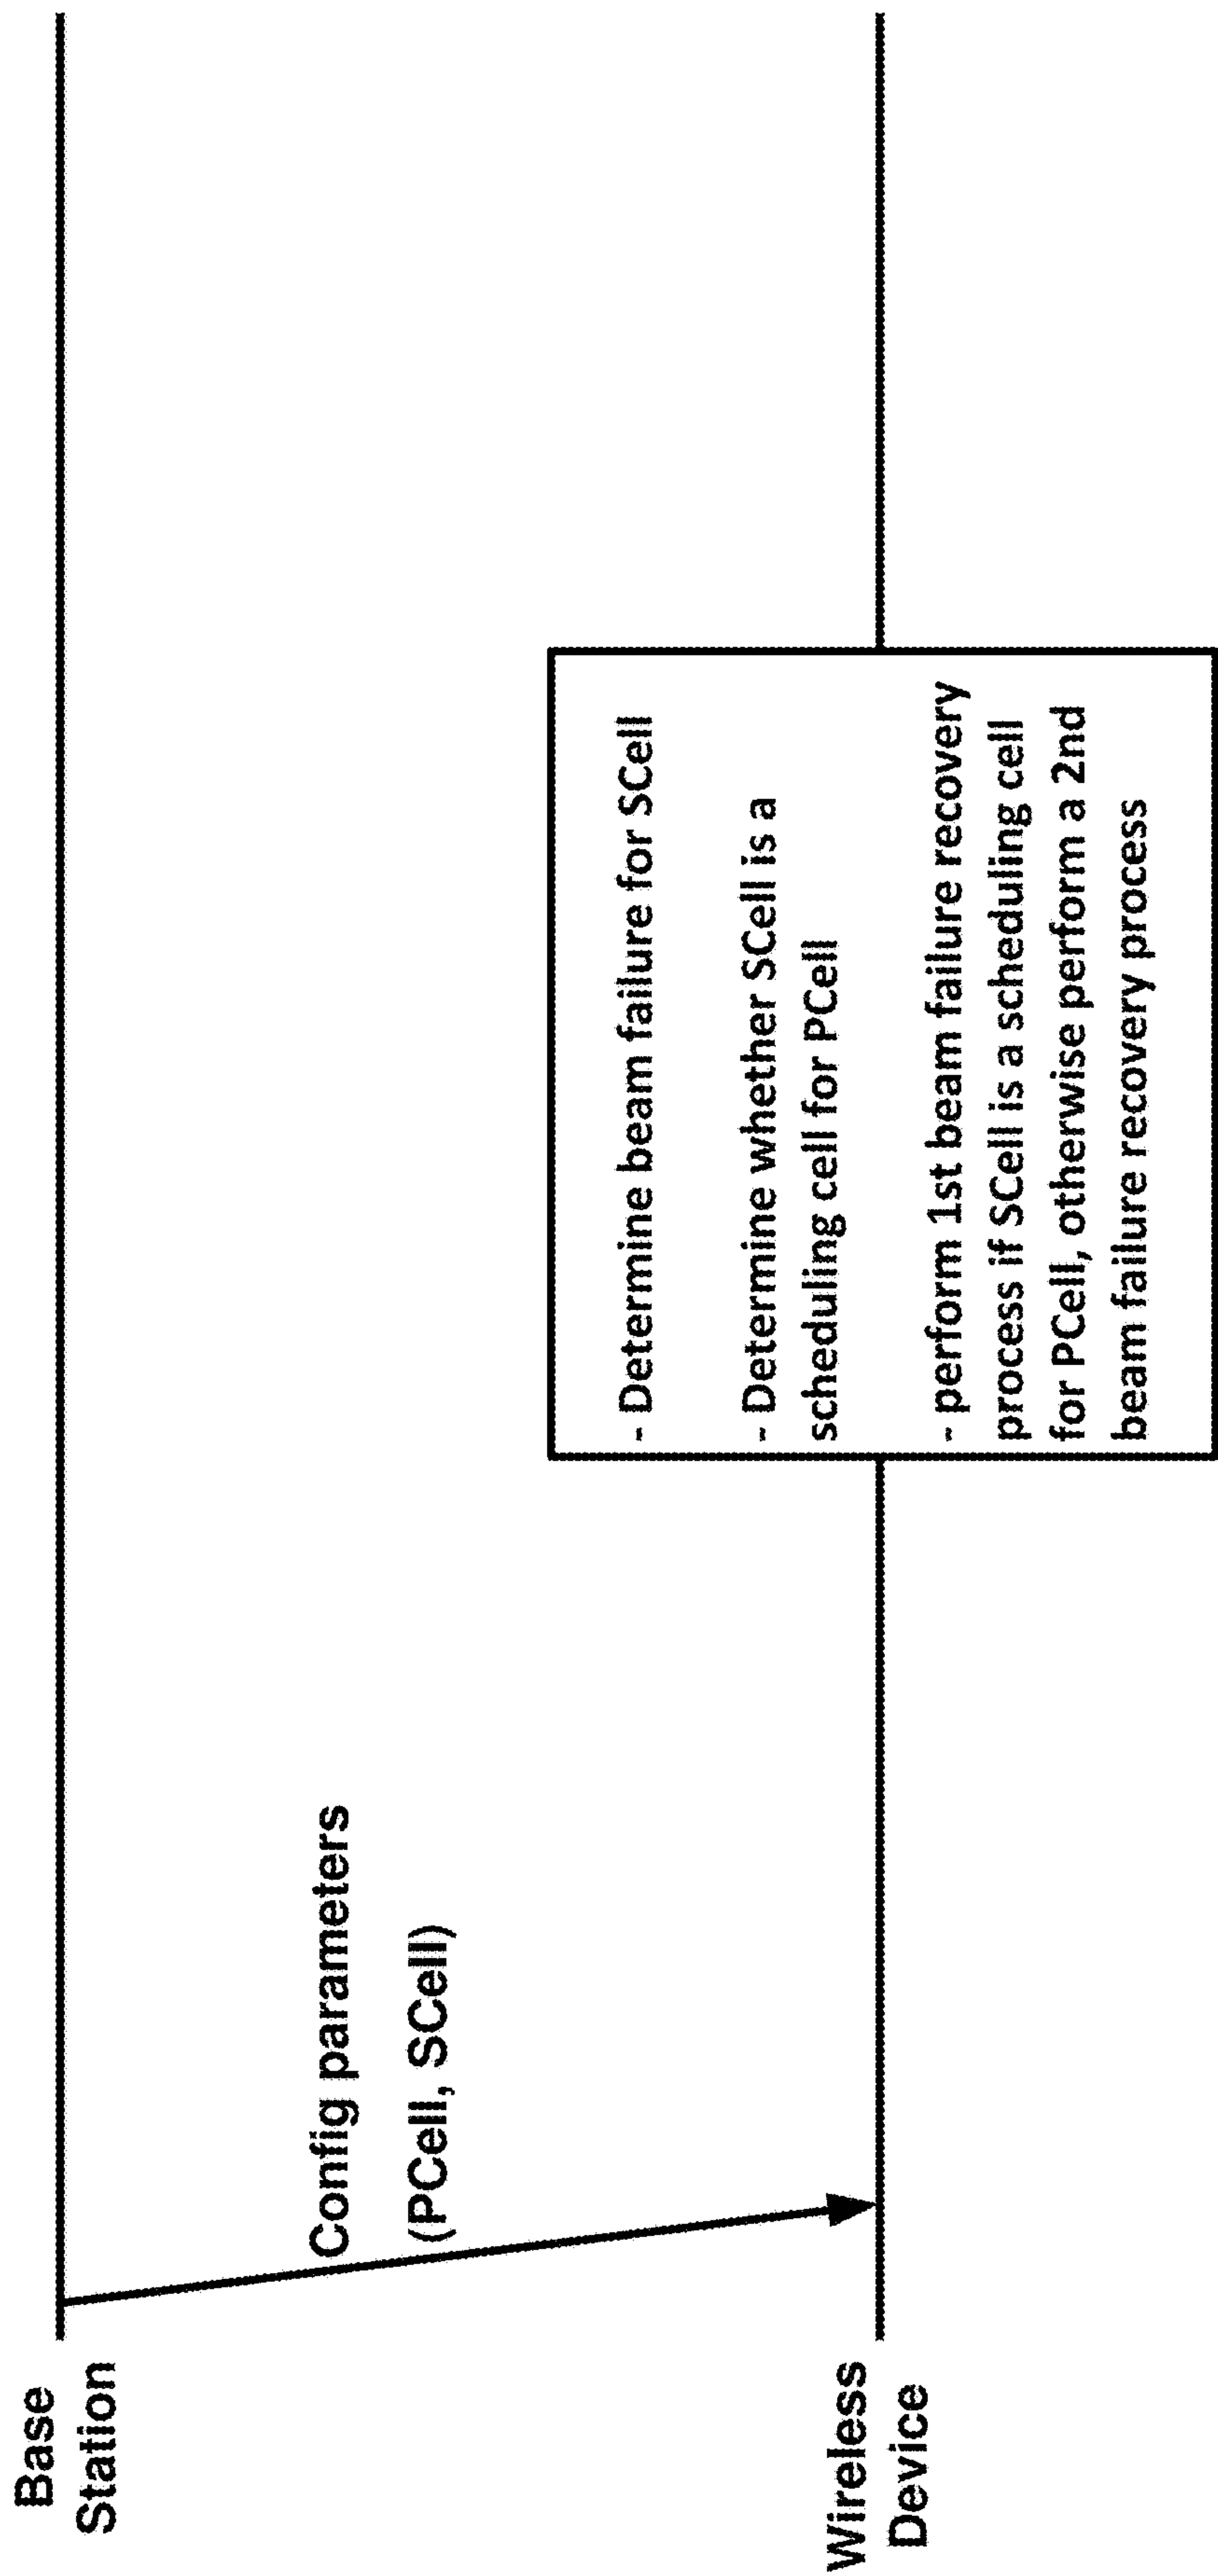 Base
Station
Config parameters
(PCell, SCell)
- Determine beam failure for SCell
- Determine whether SCell is a
scheduling cell for PCell
- perform 1st beam failure recovery
process if SCell is a scheduling cell
for PCell, otherwise perform a 2nd
beam failure recovery process
Wireless
Device